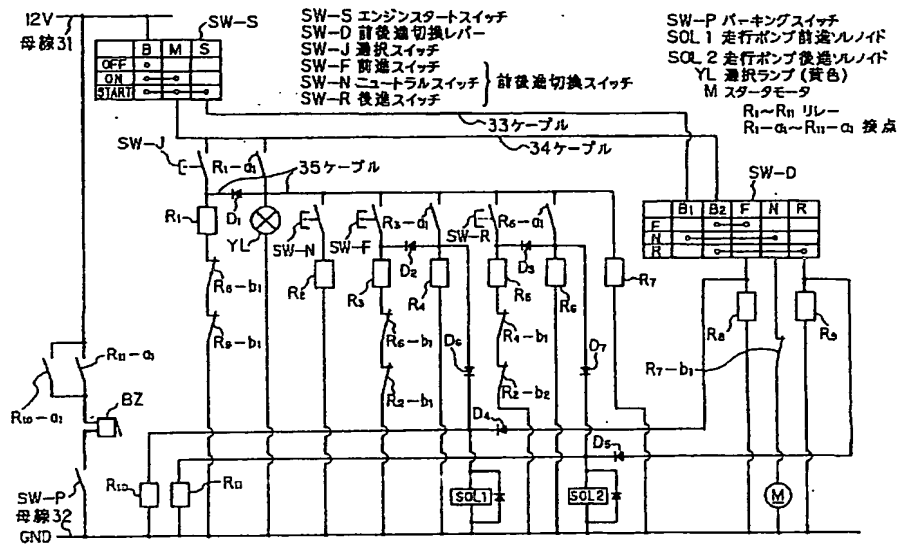 12V
母線31
SW-S
B M S
OFF
ON
START
SW-S エンジンスタートスイッチ
SW-D 前後進切換レバー
SW-J 選択スイッチ
SW-F 前進スイッチ
SW-N ニュートラルスイッチ
SW-R 後進スイッチ
前後進切換スイッチ
SW-P パーキングスイッチ
SOL1 走行ポンプ前進ソレノイド
SOL2 走行ポンプ後進ソレノイド
YL 選択ランプ(黄色)
M スタータモータ
R1~R11 リレー
R1-a1~R11-a1 接点
33ケーブル
34ケーブル
35ケーブル
SW-J
R1-a1
SW-D
B1 B2 F N R
F
N
R
R1
D1
YL
SW-N
SW-F
R3-a1
SW-R
R5-a1
D2
D3
R2
R3
R4
R5
R6
R7
R8
R9
R8-b1
R9-b1
R6-b1
R4-b1
R2-b1
R2-b2
D6
D7
R7-b1
R11-a1
R10-a1
BZ
D4
D5
SW-P
母線32
R10
R11
SOL1
SOL2
M
GND